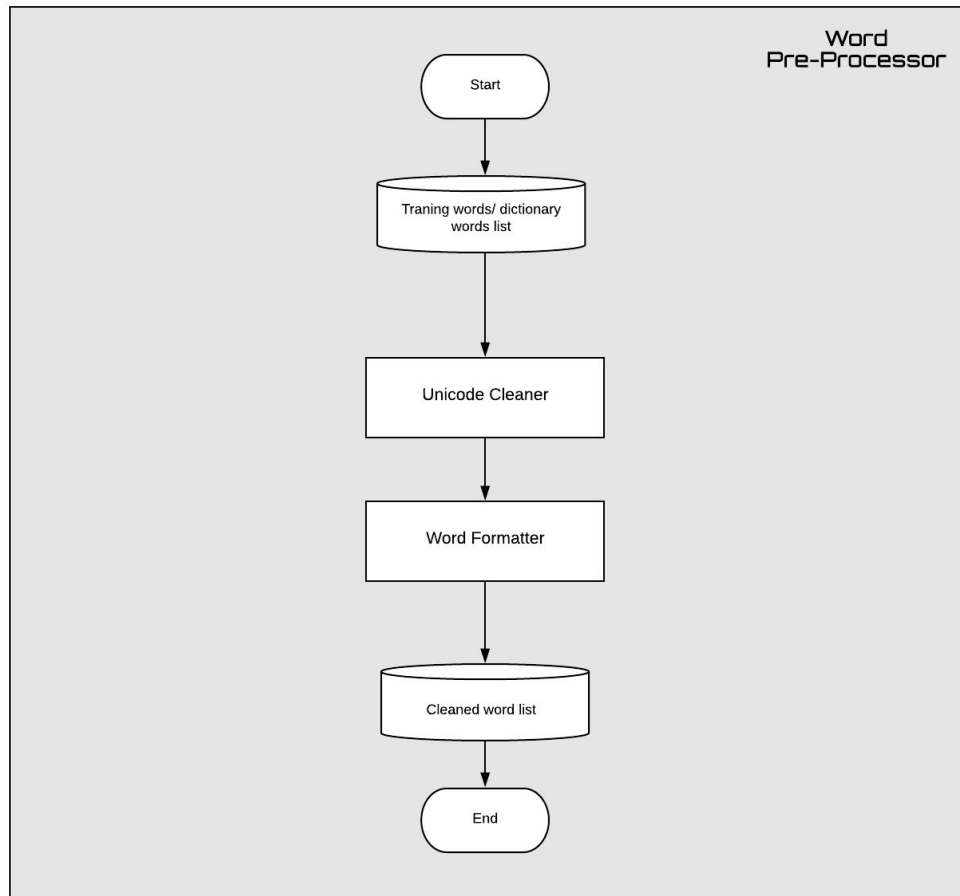 Word
Pre-Processor
Start
Traning words/ dictionary
words list
Unicode Cleaner
Word Formatter
Cleaned word list
End